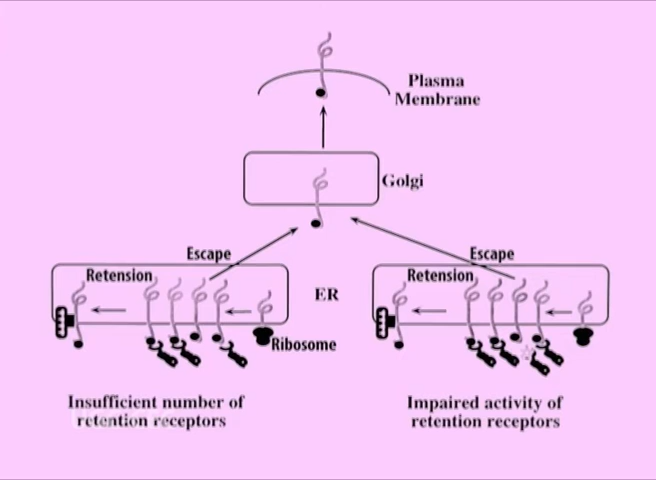 Plasma
Membrane
Golgi
Escape
Escape
Retension
ER
Retension
Ribosome
Insufficient number of
retention receptors
Impaired activity of
retention receptors